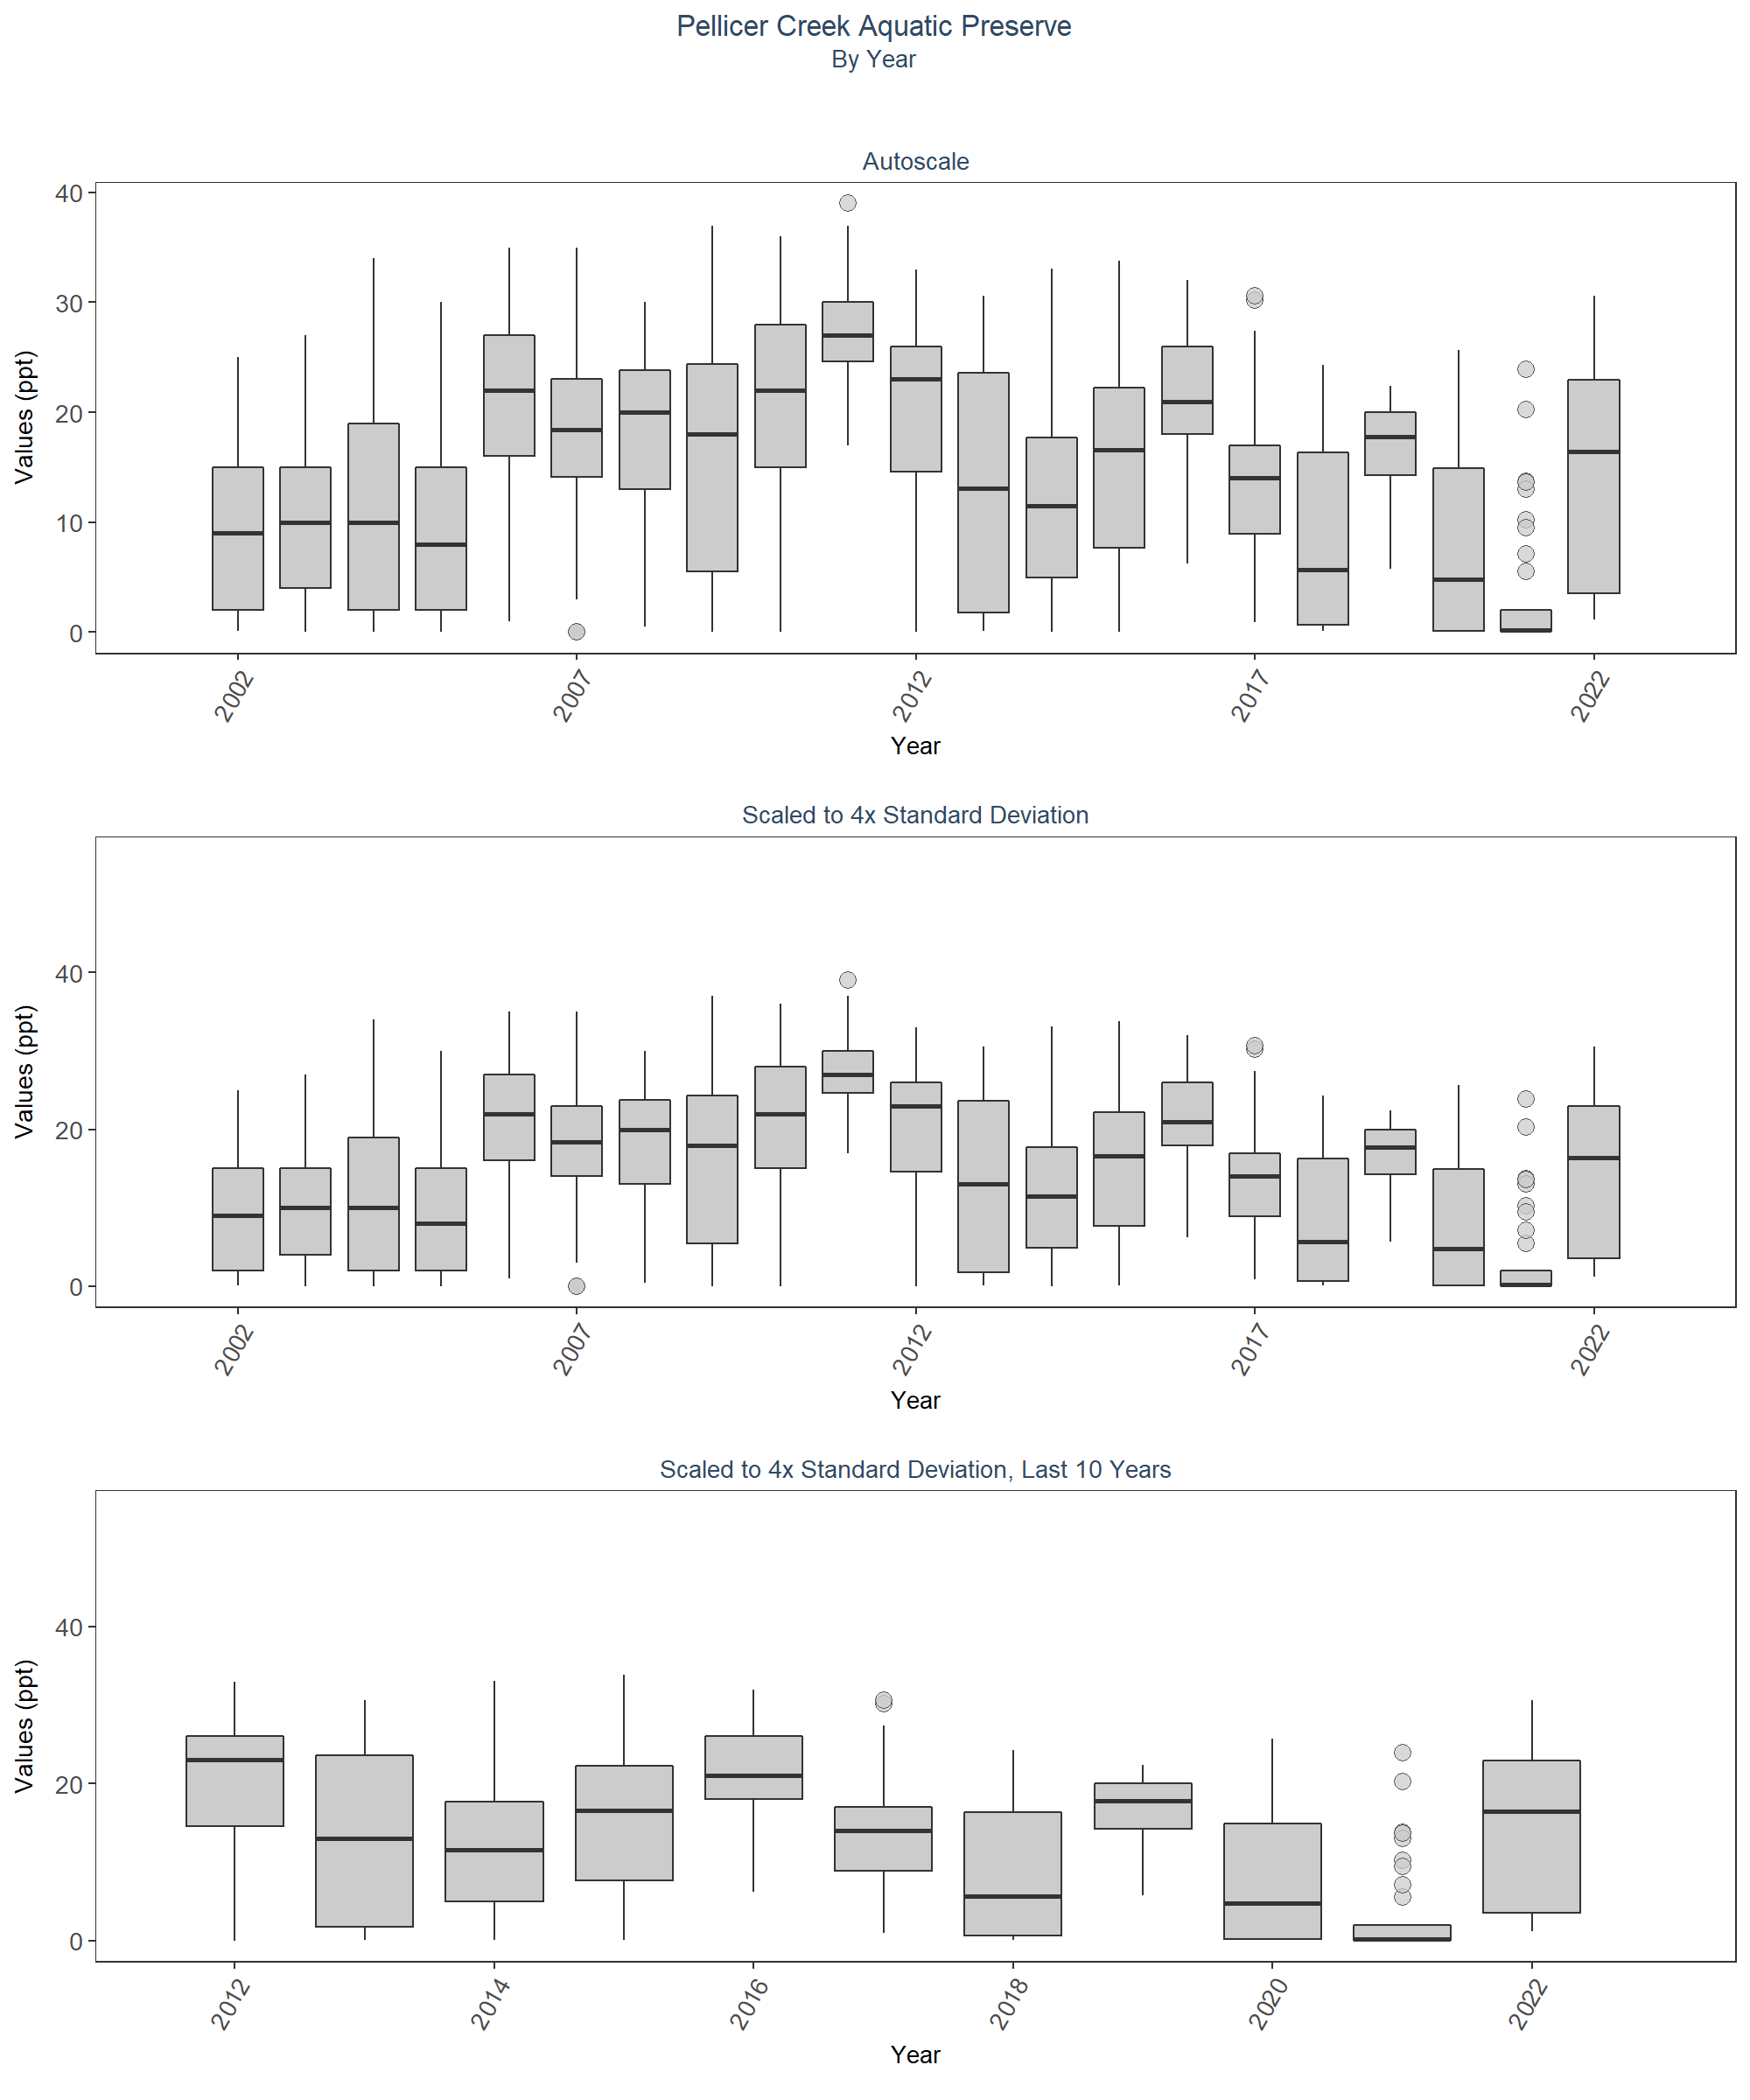 Pellicer Creek Aquatic Preserve
By Year
Autoscale
Values (ppt)
40
30
20
10
0
2002
2007
2012
2017
2022
Year
Scaled to 4x Standard Deviation
Values (ppt)
40
20
0
2002
2007
2012
2017
2022
Year
Scaled to 4x Standard Deviation, Last 10 Years
Values (ppt)
40
20
0
2012
2014
2016
2018
2020
2022
Year